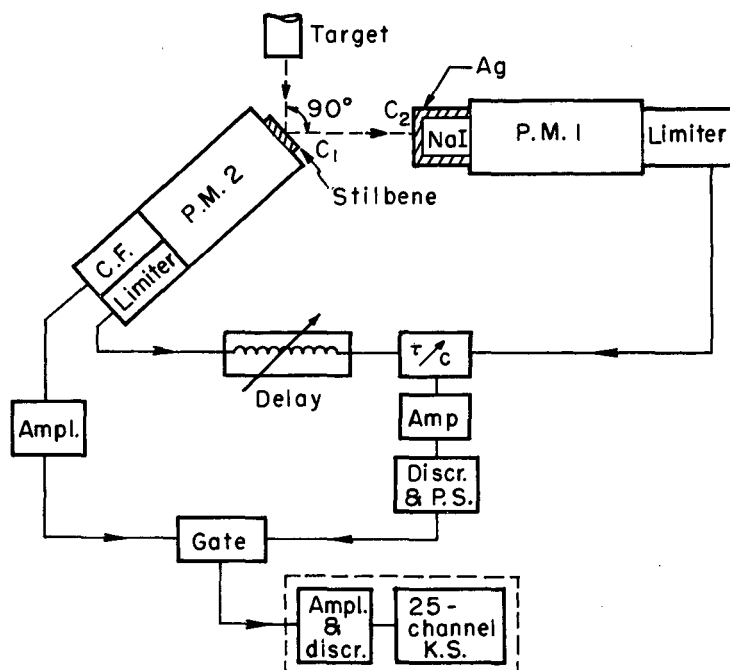 Target
Ag
90°
C₂
C₁
NaI
P.M. 1
Limiter
Stilbene
P.M. 2
C.F.
Limiter
Delay
τ/c
Ampl.
Amp
Discr.
& P.S.
Gate
Ampl.
& discr.
25-
channel
K.S.